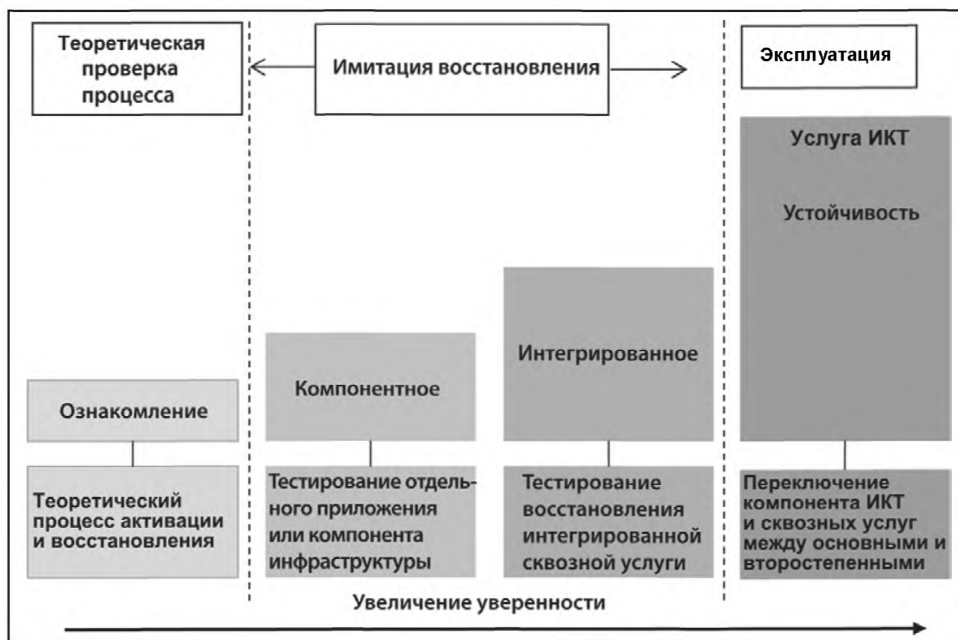 Теоретическая
проверка
процесса
Имитация восстановления
Эксплуатация
Услуга ИКТ
Устойчивость
Интегрированное
Компонентное
Ознакомление
Теоретический
процесс активации
и восстановления
Тестирование отдель-
ного приложения
или компонента
инфраструктуры
Тестирование
восстановления
интегрированной
сквозной услуги
Переключение
компонента ИКТ
и сквозных услуг
между основными и
второстепенными
Увеличение уверенности